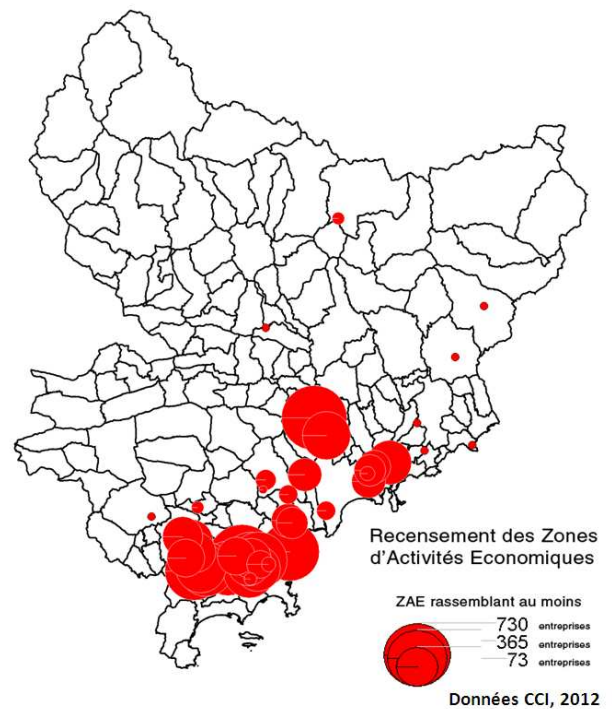 Recensement des Zones
d'Activités Economiques
ZAE rassemblant au moins
730 entreprises
365 entreprises
73 entreprises
Données CCI, 2012